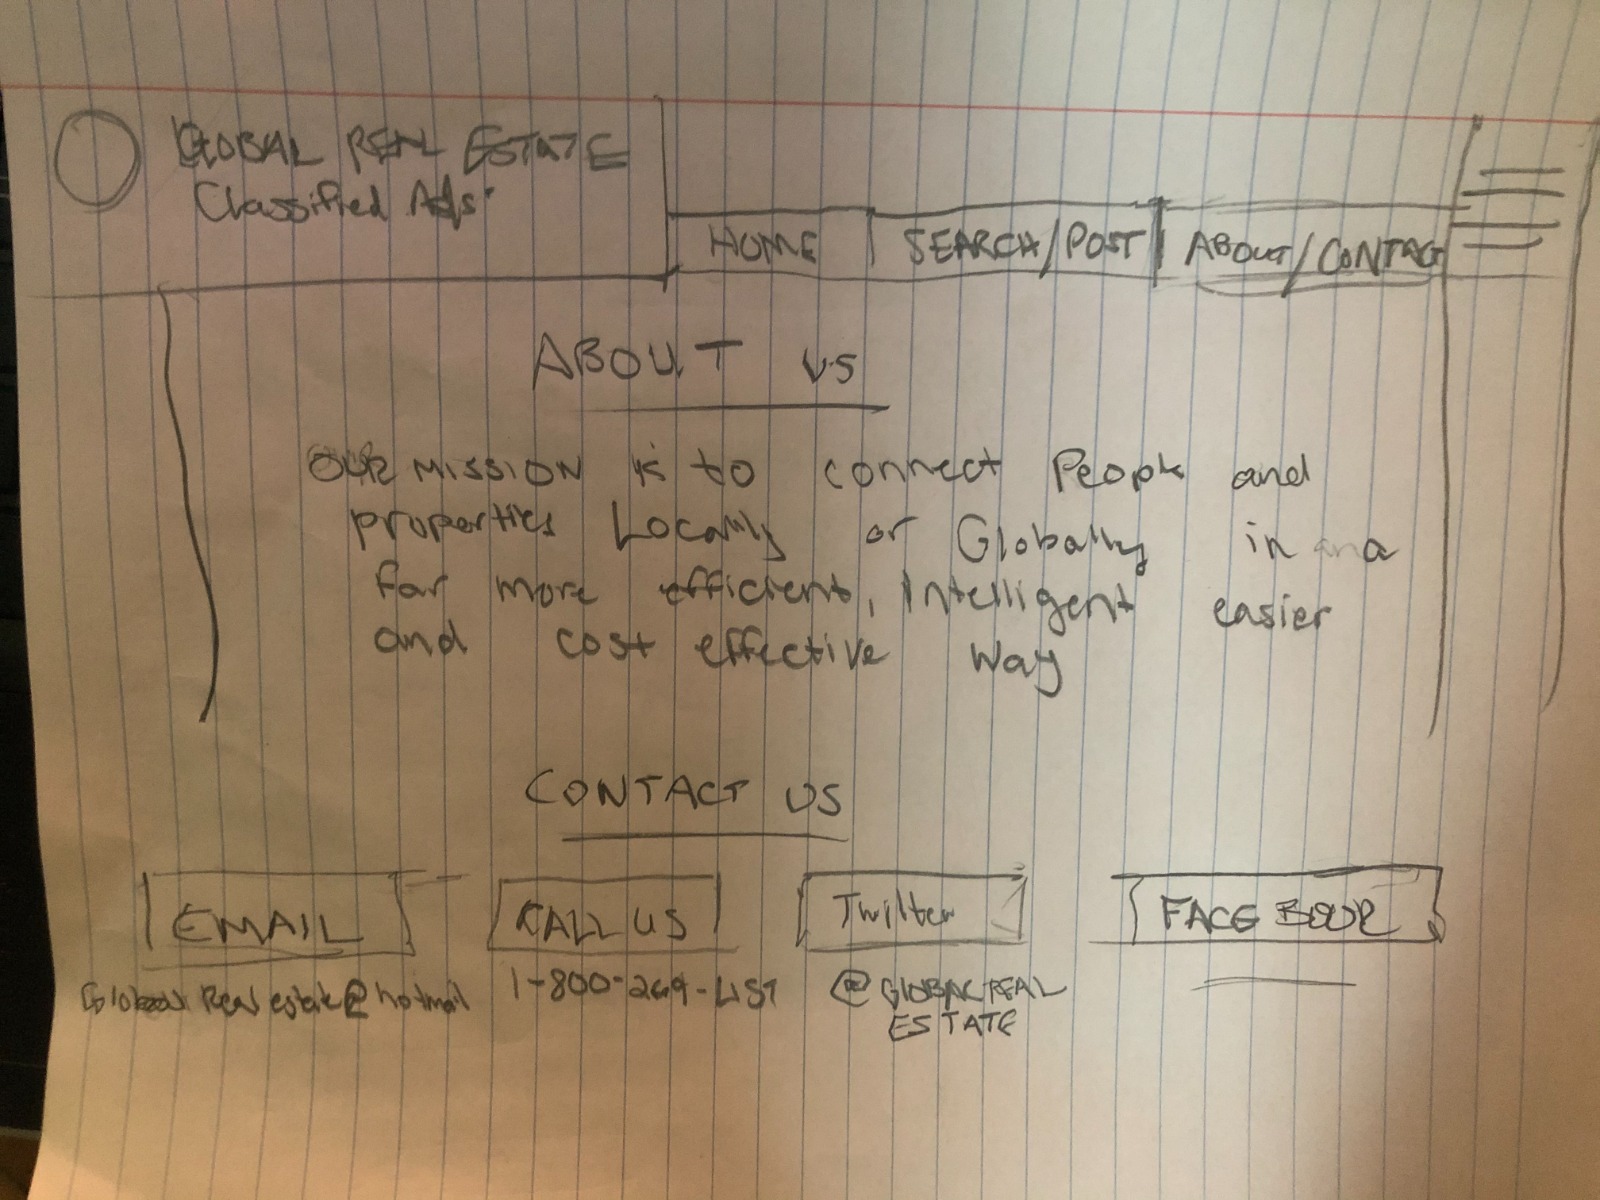 GLOBAL REAL ESTATE
Classified Ads
HOME SEARCH/POST ABOUT/CONTACT
ABOUT US
OUR MISSION is to connect People and
properties Locally or Globally in a
far more efficient, Intelligent easier
and cost effective way
CONTACT US
EMAIL CALL US Twitter FACE BOOK
Global Real estate@hotmail 1-800-269-LIST @GLOBALREAL
ESTATE